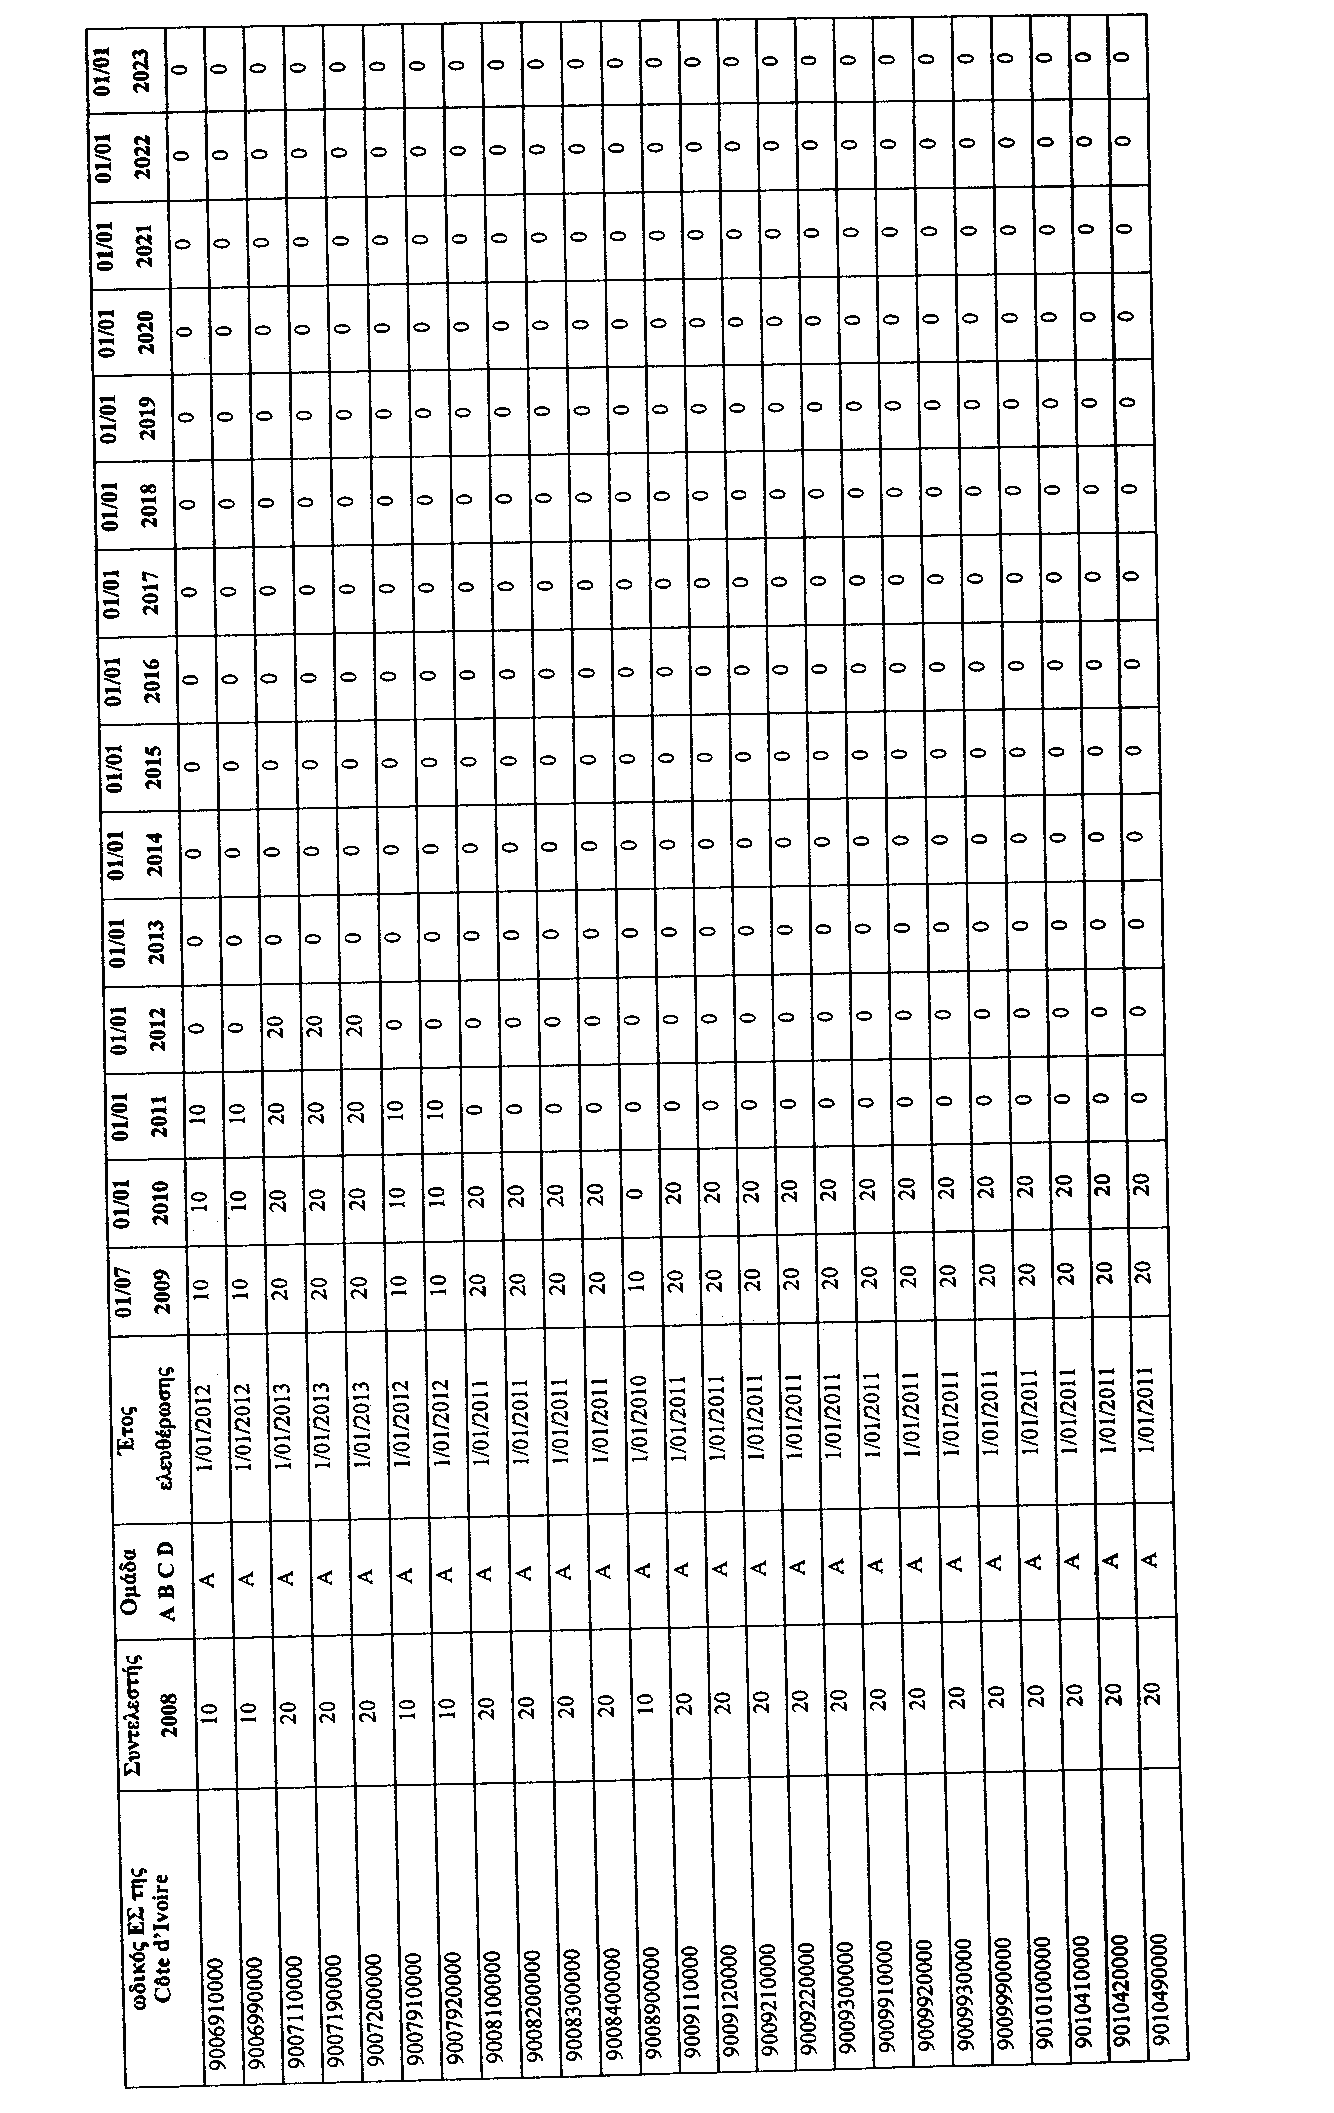 ωδικός ΕΣ της Côte d'Ivoire | Συντελεστής 2008 | Ομάδα A B C D | Έτος ελευθέρωσης | 01/07 2009 | 01/01 2010 | 01/01 2011 | 01/01 2012 | 01/01 2013 | 01/01 2014 | 01/01 2015 | 01/01 2016 | 01/01 2017 | 01/01 2018 | 01/01 2019 | 01/01 2020 | 01/01 2021 | 01/01 2022 | 01/01 2023
9006910000 10 A 1/01/2012 10 10 10 0 0 0 0 0 0 0 0 0 0 0 0
9006990000 10 A 1/01/2012 10 10 10 0 0 0 0 0 0 0 0 0 0 0 0
9007110000 20 A 1/01/2013 20 20 20 20 0 0 0 0 0 0 0 0 0 0 0
9007190000 20 A 1/01/2013 20 20 20 20 0 0 0 0 0 0 0 0 0 0 0
9007200000 20 A 1/01/2013 20 20 20 20 0 0 0 0 0 0 0 0 0 0 0
9007910000 10 A 1/01/2012 10 10 10 0 0 0 0 0 0 0 0 0 0 0 0
9007920000 10 A 1/01/2012 10 10 10 0 0 0 0 0 0 0 0 0 0 0 0
9008100000 20 A 1/01/2011 20 20 0 0 0 0 0 0 0 0 0 0 0 0 0
9008200000 20 A 1/01/2011 20 20 0 0 0 0 0 0 0 0 0 0 0 0 0
9008300000 20 A 1/01/2011 20 20 0 0 0 0 0 0 0 0 0 0 0 0 0
9008400000 20 A 1/01/2011 20 20 0 0 0 0 0 0 0 0 0 0 0 0 0
9008900000 10 A 1/01/2010 10 0 0 0 0 0 0 0 0 0 0 0 0 0 0
9009110000 20 A 1/01/2011 20 20 0 0 0 0 0 0 0 0 0 0 0 0 0
9009120000 20 A 1/01/2011 20 20 0 0 0 0 0 0 0 0 0 0 0 0 0
9009210000 20 A 1/01/2011 20 20 0 0 0 0 0 0 0 0 0 0 0 0 0
9009220000 20 A 1/01/2011 20 20 0 0 0 0 0 0 0 0 0 0 0 0 0
9009300000 20 A 1/01/2011 20 20 0 0 0 0 0 0 0 0 0 0 0 0 0
9009910000 20 A 1/01/2011 20 20 0 0 0 0 0 0 0 0 0 0 0 0 0
9009920000 20 A 1/01/2011 20 20 0 0 0 0 0 0 0 0 0 0 0 0 0
9009930000 20 A 1/01/2011 20 20 0 0 0 0 0 0 0 0 0 0 0 0 0
9009990000 20 A 1/01/2011 20 20 0 0 0 0 0 0 0 0 0 0 0 0 0
9010100000 20 A 1/01/2011 20 20 0 0 0 0 0 0 0 0 0 0 0 0 0
9010410000 20 A 1/01/2011 20 20 0 0 0 0 0 0 0 0 0 0 0 0 0
9010420000 20 A 1/01/2011 20 20 0 0 0 0 0 0 0 0 0 0 0 0 0
9010490000 20 A 1/01/2011 20 20 0 0 0 0 0 0 0 0 0 0 0 0 0